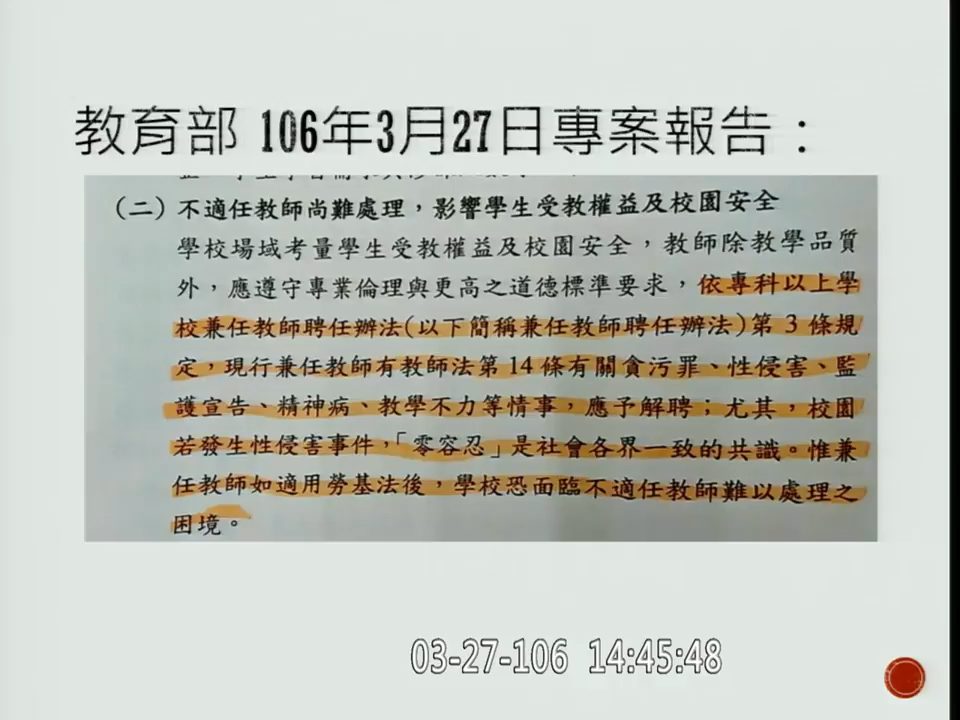 教育部 106年3月27日專案報告：
(二) 不適任教師尚難處理，影響學生受教權益及校園安全
學校場域考量學生受教權益及校園安全，教師除教學品質
外，應遵守專業倫理與更高之道德標準要求，依專科以上學
校兼任教師聘任辦法(以下簡稱兼任教師聘任辦法)第 3 條規
定，現行兼任教師有教師法第 14 條有關貪污罪、性侵害、監
護宣告、精神病、教學不力等情事，應予解聘；尤其，校園
若發生性侵害事件，「零容忍」是社會各界一致的共識。惟兼
任教師如適用勞基法後，學校恐面臨不適任教師難以處理之
困境。
03-27-106 14:45:48